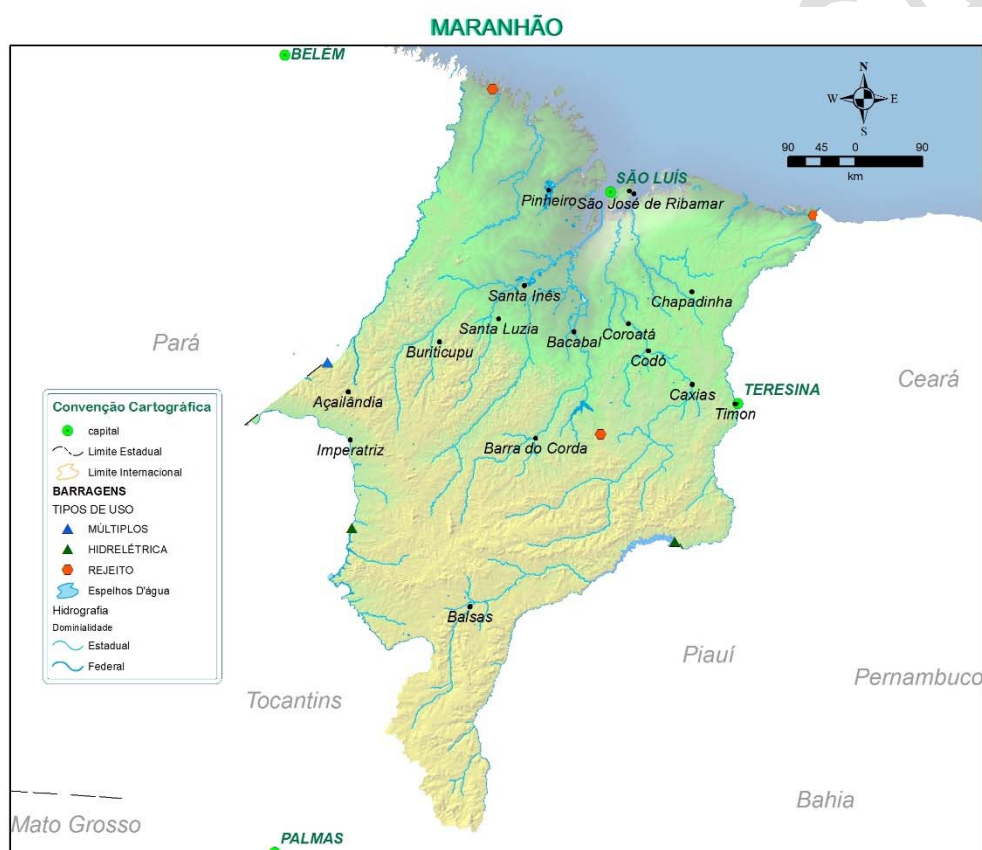 MARANHÃO
BELÉM
N
W
E
S
90 45 0 90
km
SÃO LUÍS
Pinheiro
São José de Ribamar
Santa Inês
Chapadinha
Santa Luzia
Bacabal
Coroatá
Buriticupu
Codó
Pará
Ceará
Açailândia
Caxias
TERESINA
Timon
Imperatriz
Barra do Corda
Convenção Cartográfica
capital
Limite Estadual
Limite Internacional
BARRAGENS
TIPOS DE USO
MÚLTIPLOS
HIDRELÉTRICA
REJEITO
Espelhos D'água
Hidrografia
Dominialidade
Estadual
Federal
Balsas
Piauí
Pernambuco
Tocantins
Bahia
Mato Grosso
PALMAS